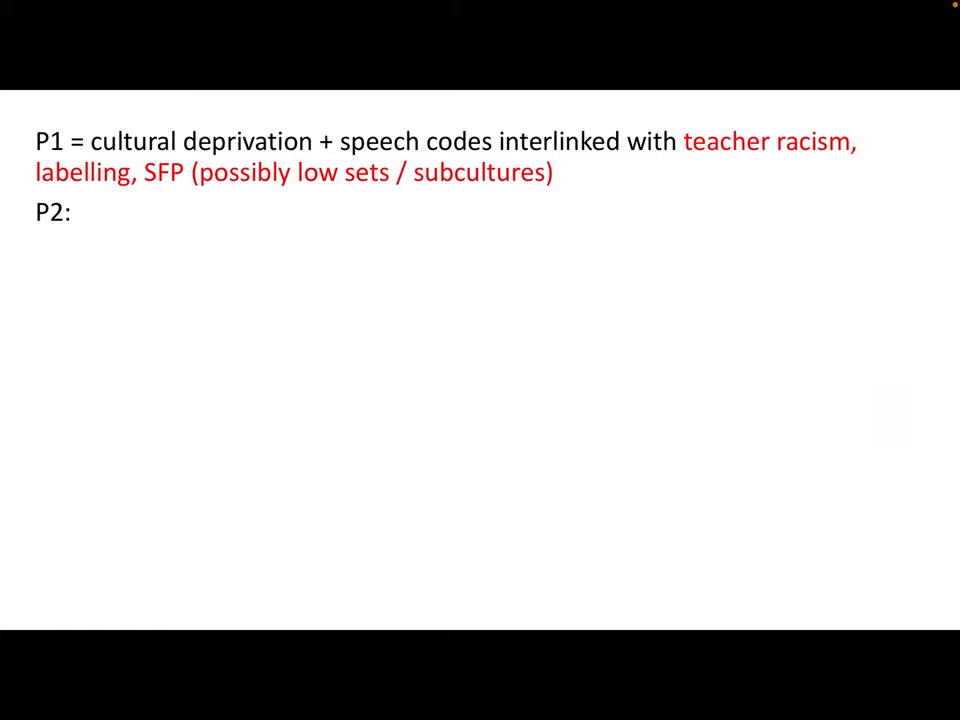 P1 = cultural deprivation + speech codes interlinked with teacher racism,
labelling, SFP (possibly low sets / subcultures)
P2: